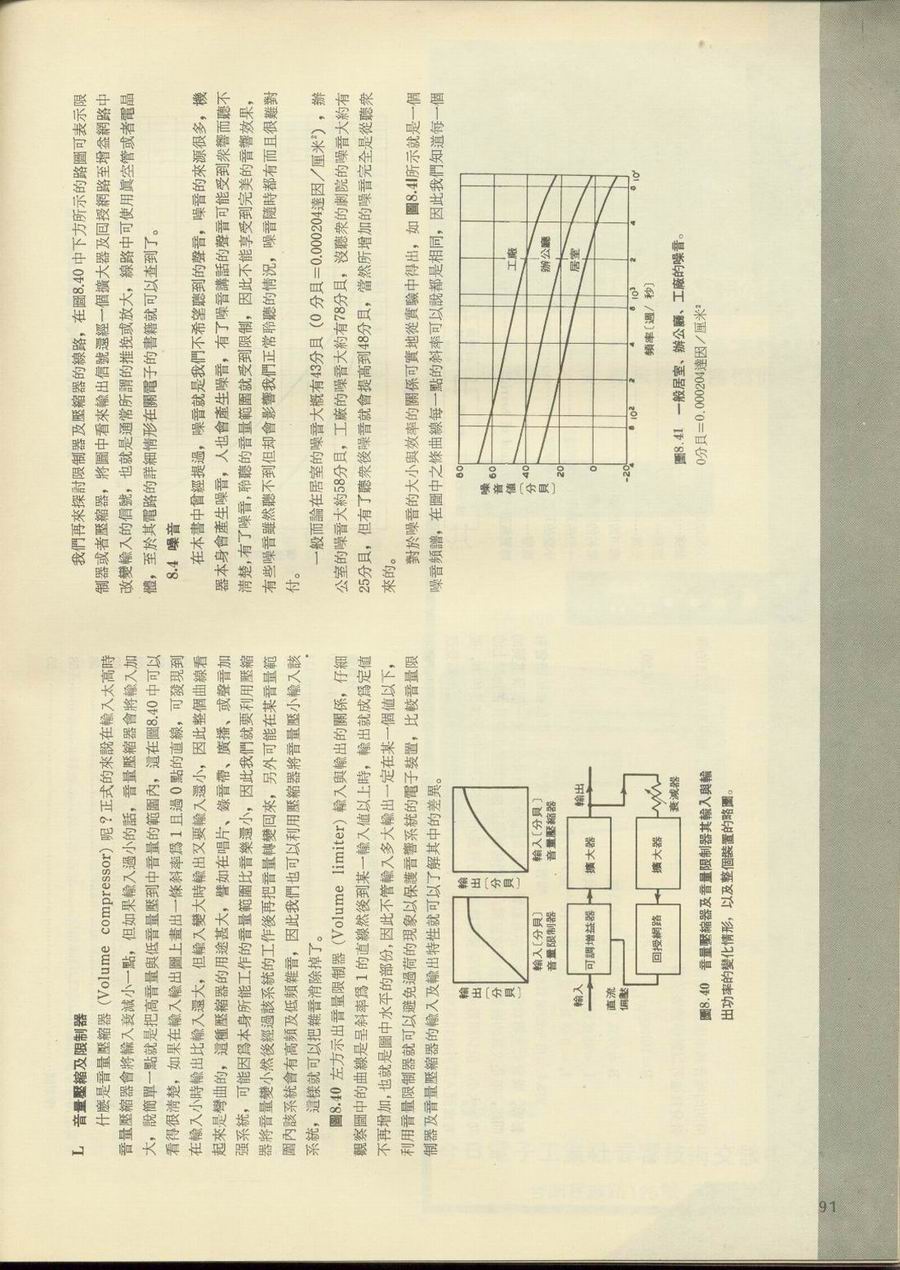 L　音量壓縮及限制器
什麼是音量壓縮器（Volume compressor）呢？正式的來說在輸入太高時
音量壓縮器會將輸入衰減小一點，但如果輸入過小的話，音量壓縮器會將輸入加
大，說簡單一點就是把高音量與低音量壓到中音量的範圍內，這在圖8.40 中可以
看得很清楚，如果在輸入輸出圖上畫出一條斜率爲 1 且過 0 點的直線，可發現到
在輸入小時輸出比輸入還大，但輸入變大時輸出又要輸入還小，因此整個曲線看
起來是彎曲的，這種壓縮器的用途甚大，譬如在唱片、錄音帶、廣播、或聲音加
强系統，可能因爲本身所能工作的音量範圍比音樂還小，因此我們就要利用壓縮
器將音量變小然後經過該系統的工作後再把音量轉變回來，另外可能在某音量範
圍內該系統會有高頻及低頻雜音，因此我們也可以利用壓縮器將音量壓小輸入該
系統，這樣就可以把雜音消除掉了。
圖8.40 左方示出音量限制器（Volume limiter）輸入與輸出的關係，仔細
觀察圖中的曲線是呈斜率爲 1 的直線然後到某一輸入值以上時，輸出就成爲定值
不再增加，也就是圖中水平的部份，因此不管輸入多大輸出一定在某一個值以下，
利用音量限制器就可以避免過荷的現象以保護音響系統的電子裝置，比較音量限
制器及音量壓縮器的輸入及輸出特性就可以了解其中的差異。
輸出〔分貝〕
輸入〔分貝〕
音量限制器
輸出〔分貝〕
輸入〔分貝〕
音量壓縮器
輸入
可調增益器
擴大器
輸出
直流偏壓
回授網路
擴大器
衰減器
圖8.40　音量壓縮器及音量限制器其輸入與輸
出功率的變化情形，以及整個裝置的略圖。
我們再來探討限制器及壓縮器的線路，在圖8.40 中下方所示的路圖可表示限
制器或者壓縮器，將圖中看來輸出信號還經一個擴大器及回授網路至增益網路中
改變輸入的信號，也就是通常所謂的推挽或放大，線路中可使用眞空管或者電晶
體，至於其電路的詳細情形在關電子的書籍就可以查到了。
8.4 噪音
在本書中曾經提過，噪音就是我們不希望聽到的聲音，噪音的來源很多，機
器本身會產生噪音，人也會產生噪音，有了噪音講話的聲音可能受到衆響而聽不
淸楚，有了噪音，聆聽的音量範圍就受到限制，因此不能享受到完美的音響效果，
有些噪音雖然聽不到但却會影響我們正常聆聽的情況，噪音隨時都有而且很難對
付。
一般而論在居室的噪音大槪有43分貝（0 分貝＝0.000204達因／厘米²），辦
公室的噪音大約58分貝，工廠的噪音大約有78分貝，沒聽衆的劇院的噪音大約有
25分貝，但有了聽衆後噪音就會提高到48分貝，當然所增加的噪音完全是從聽衆
來的。
對於噪音的大小與效率的關係可實地從實驗中得出，如 圖8.41所示就是一個
噪音頻譜，在圖中之條曲線每一點的斜率可以說都是相同，因此我們知道每一個
噪音值〔分貝〕
80
60
40
20
0
-20
工廠
辦公廳
居室
4 8 10² 2 4 6 10³ 2 4 8 10⁴
頻率〔週/秒〕
圖8.41　一般居室、辦公廳、工廠的噪音。
0分貝＝0.000204達因／厘米²
91